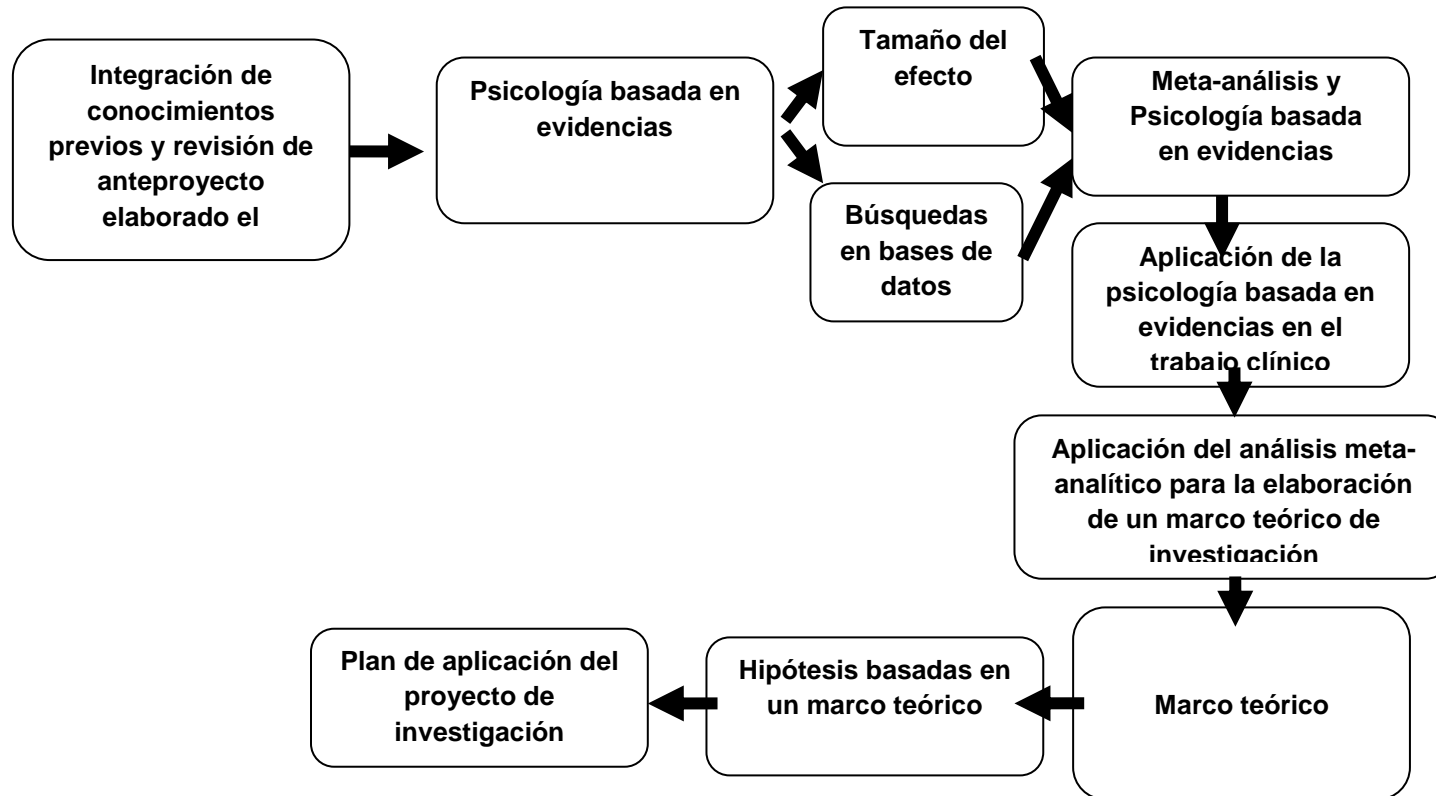 Integración de
conocimientos
previos y revisión de
anteproyecto
elaborado el
Psicología basada en
evidencias
Tamaño del
efecto
Búsquedas
en bases de
datos
Meta-análisis y
Psicología basada
en evidencias
Aplicación de la
psicología basada en
evidencias en el
trabajo clínico
Aplicación del análisis meta-
analítico para la elaboración
de un marco teórico de
investigación
Marco teórico
Hipótesis basadas en
un marco teórico
Plan de aplicación del
proyecto de
investigación